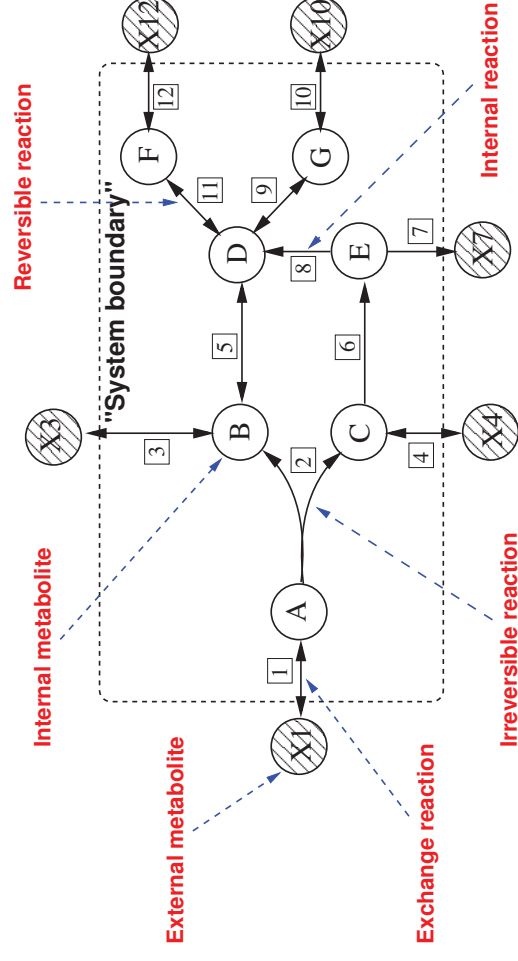 Reversible reaction
Internal metabolite
X3
"System boundary"
X12
F
12
3
External metabolite
11
5
B
D
9
1
X1
A
2
8
10
X10
G
6
C
E
4
7
Exchange reaction
X4
X7
Internal reaction
Irreversible reaction